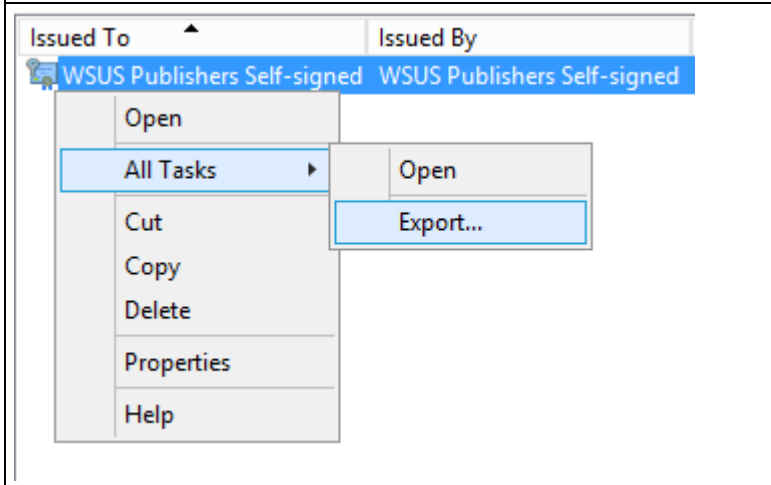 Issued To Issued By
WSUS Publishers Self-signed WSUS Publishers Self-signed
Open
All Tasks Open
Cut Export...
Copy
Delete
Properties
Help